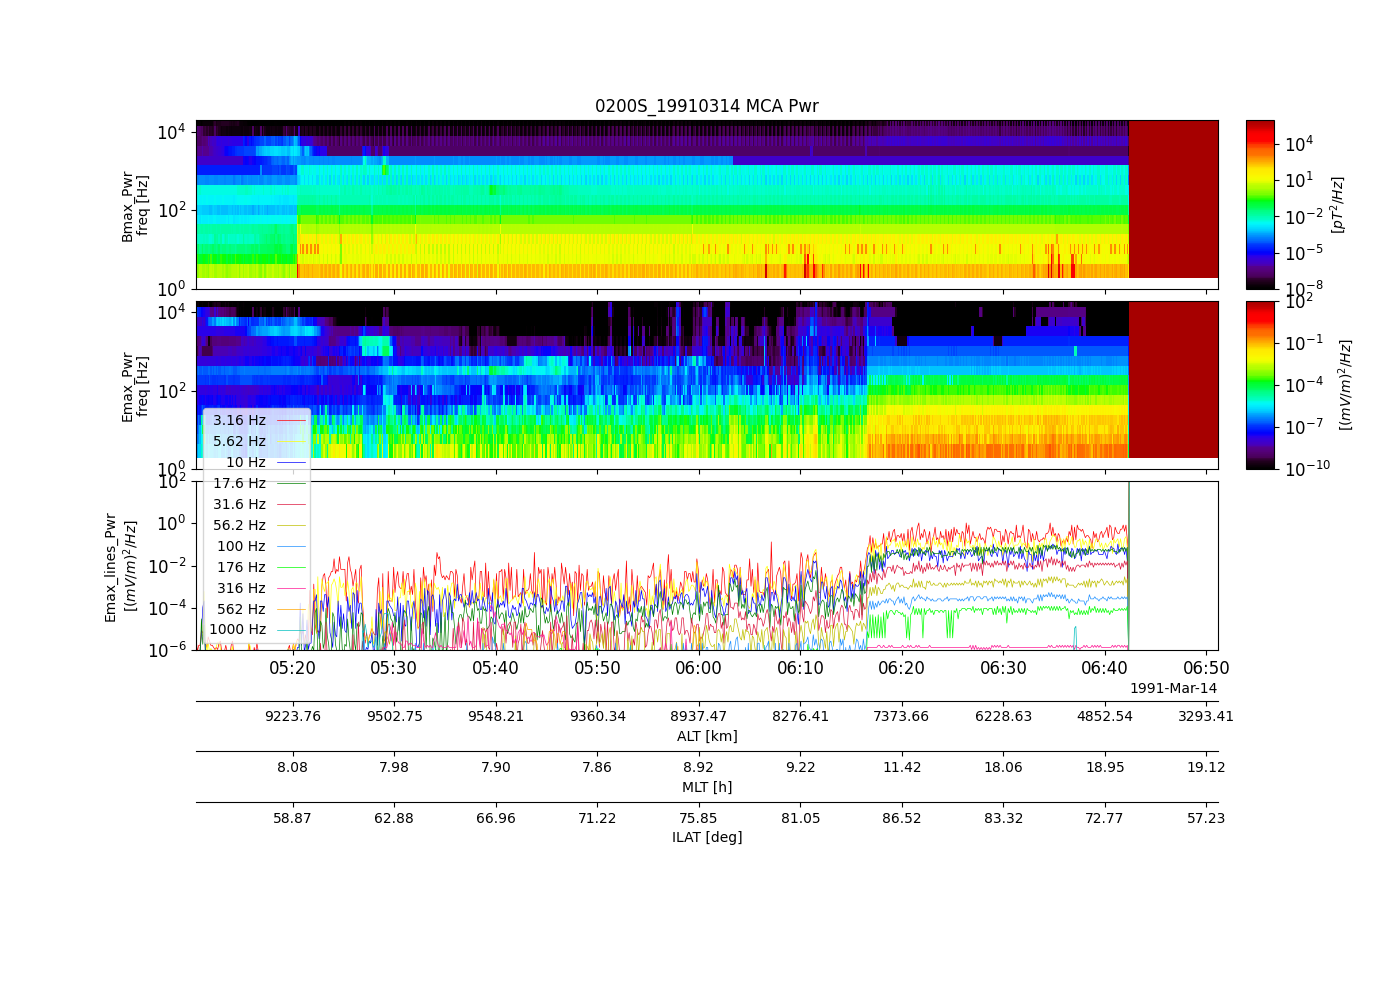 0200S_19910314 MCA Pwr
10^4
10^2
10^0
Bmax_Pwr
freq [Hz]
10^4
10^1
10^-2
10^-5
10^-8
[pT^2/Hz]
10^4
10^2
10^0
Emax_Pwr
freq [Hz]
10^2
10^-1
10^-4
10^-7
10^-10
[(mV/m)^2/Hz]
3.16 Hz
5.62 Hz
10 Hz
17.6 Hz
31.6 Hz
56.2 Hz
100 Hz
176 Hz
316 Hz
562 Hz
1000 Hz
10^2
10^0
10^-2
10^-4
10^-6
Emax_lines_Pwr
[(mV/m)^2/Hz]
05:20 05:30 05:40 05:50 06:00 06:10 06:20 06:30 06:40 06:50
1991-Mar-14
9223.76 9502.75 9548.21 9360.34 8937.47 8276.41 7373.66 6228.63 4852.54 3293.41
ALT [km]
8.08 7.98 7.90 7.86 8.92 9.22 11.42 18.06 18.95 19.12
MLT [h]
58.87 62.88 66.96 71.22 75.85 81.05 86.52 83.32 72.77 57.23
ILAT [deg]